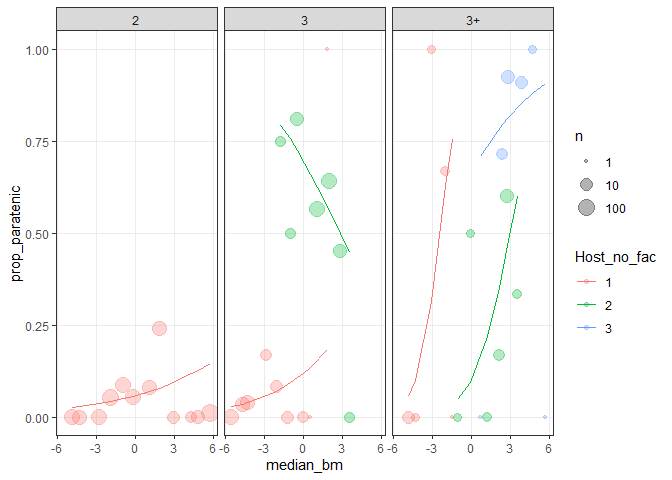 2 3 3+
1.00
0.75
0.50
0.25
0.00
prop_paratenic
-6 -3 0 3 6 -6 -3 0 3 6 -6 -3 0 3 6
median_bm
n
1
10
100
Host_no_fac
1
2
3